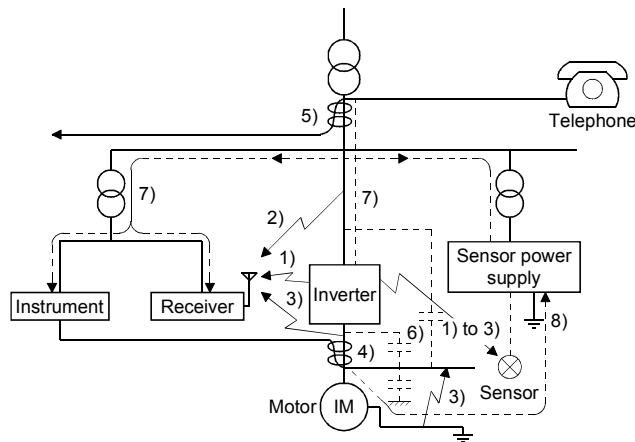 Telephone
5)
7)
7)
2)
1)
3)
Instrument
Receiver
Inverter
Sensor power
supply
1) to 3)
8)
6)
4)
Sensor
3)
Motor
IM